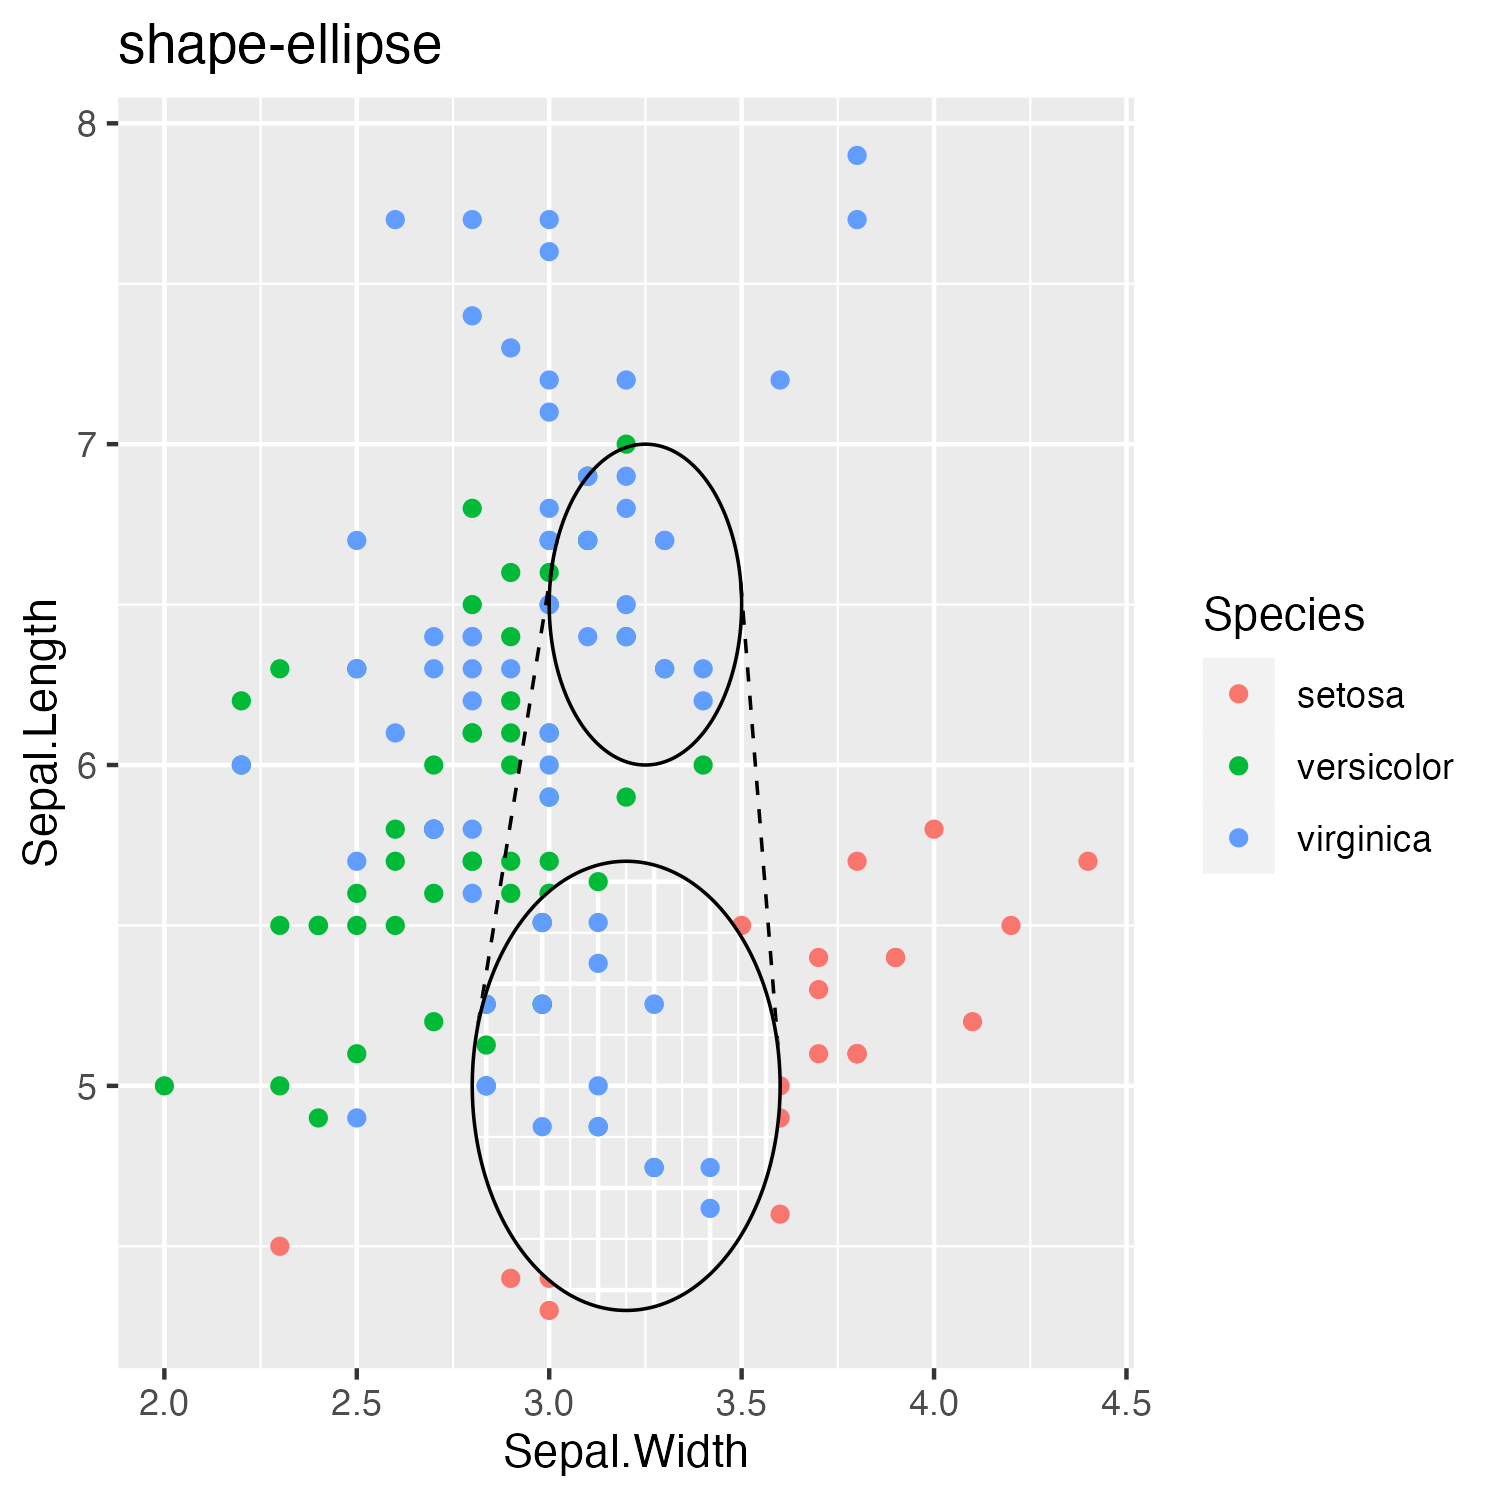 shape-ellipse
8
7
6
5
Sepal.Length
2.0 2.5 3.0 3.5 4.0 4.5
Sepal.Width
Species
setosa
versicolor
virginica